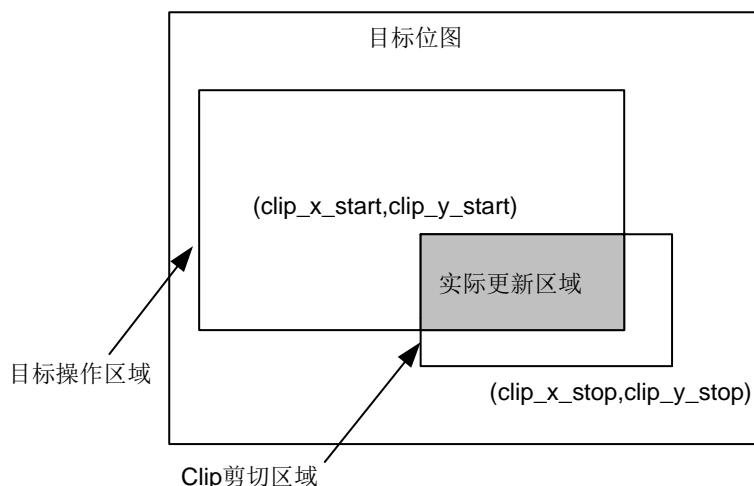 目标位图
(clip_x_start,clip_y_start)
实际更新区域
目标操作区域
(clip_x_stop,clip_y_stop)
Clip剪切区域